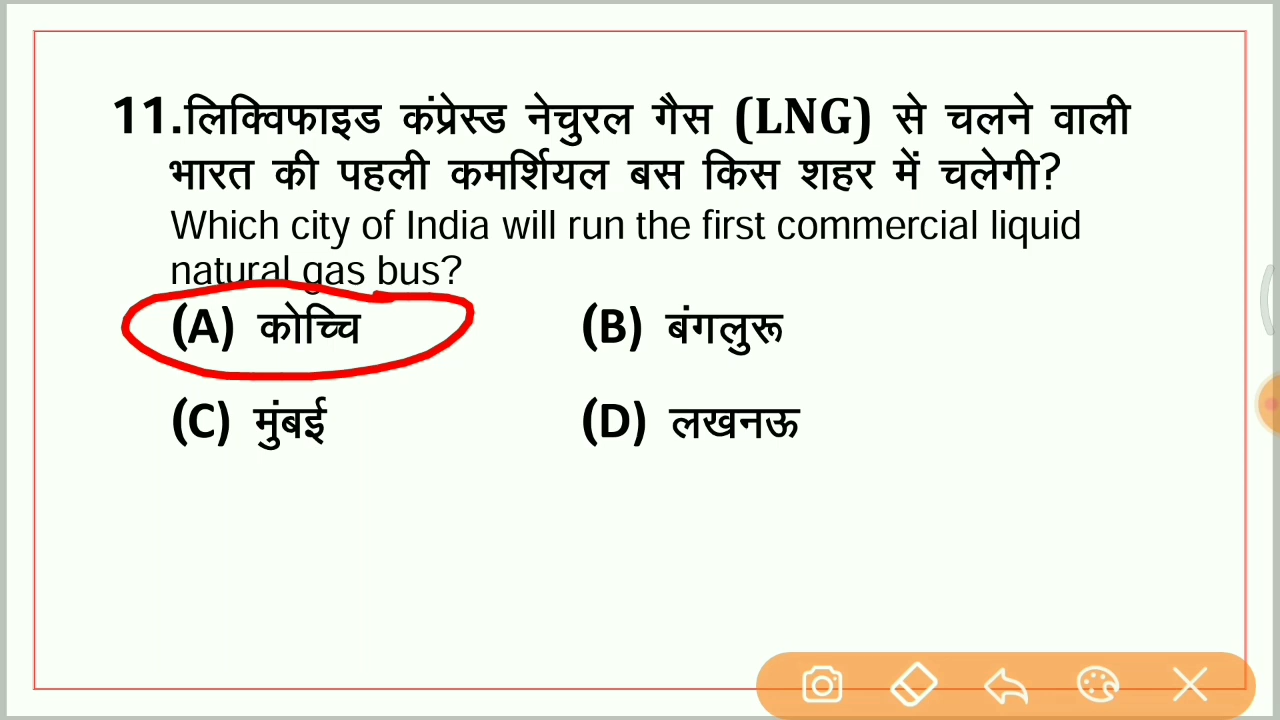 11.लिक्विफाइड कंप्रेस्ड नेचुरल गैस (LNG) से चलने वाली
भारत की पहली कमर्शियल बस किस शहर में चलेगी?
Which city of India will run the first commercial liquid
natural gas bus?
(A) कोच्चि (B) बंगलुरू
(C) मुंबई (D) लखनऊ